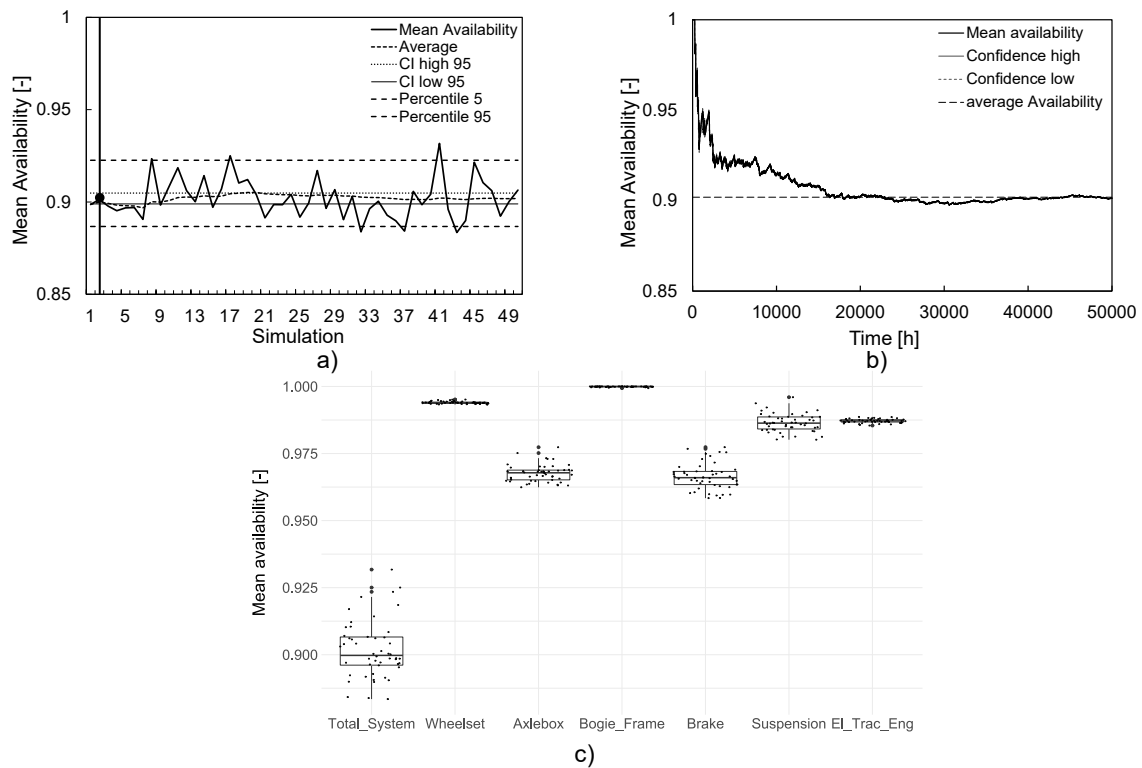 1
0.95
0.9
0.85
Mean Availability [-]
Mean Availability
Average
CI high 95
CI low 95
Percentile 5
Percentile 95
1 5 9 13 17 21 25 29 33 37 41 45 49
Simulation
a)
1
0.95
0.9
0.85
Mean Availability [-]
Mean availability
Confidence high
Confidence low
average Availability
0 10000 20000 30000 40000 50000
Time [h]
b)
1.000
0.975
0.950
0.925
0.900
Mean availability [-]
Total_System Wheelset Axlebox Bogie_Frame Brake Suspension El_Trac_Eng
c)